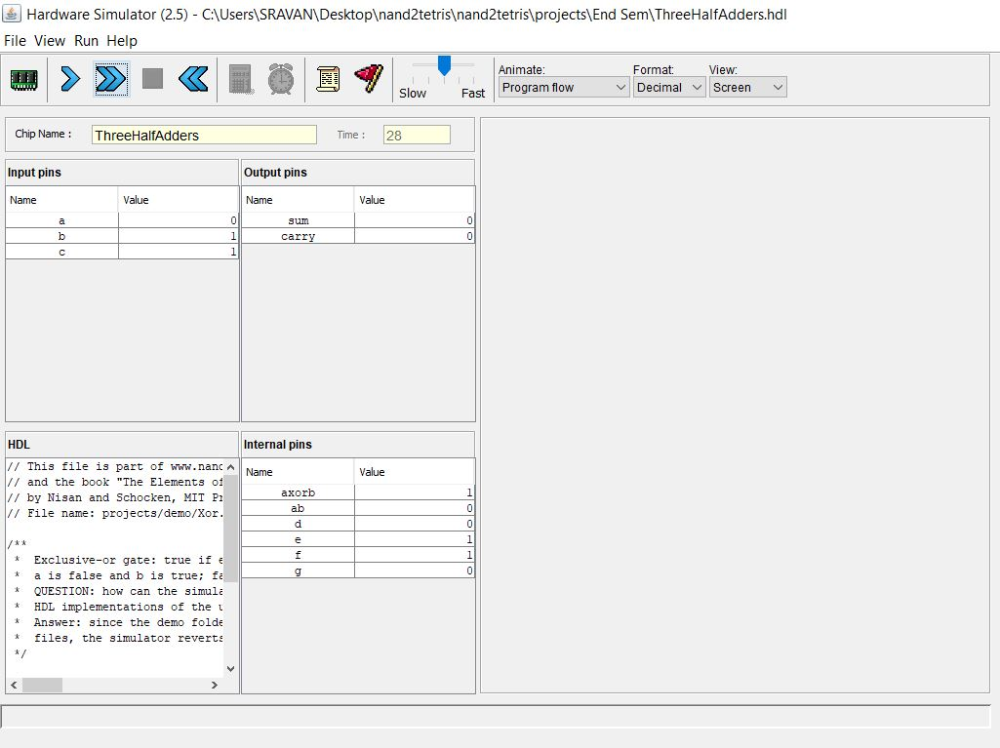 Hardware Simulator (2.5) - C:\Users\SRAVAN\Desktop\nand2tetris\nand2tetris\projects\End Sem\ThreeHalfAdders.hdl
File View Run Help
Slow Fast
Animate: Format: View:
Program flow Decimal Screen
Chip Name : ThreeHalfAdders Time : 28
Input pins
Name Value
a 0
b 1
c 1
Output pins
Name Value
sum 0
carry 0
HDL
// This file is part of www.nand
// and the book "The Elements of
// by Nisan and Schocken, MIT Pr
// File name: projects/demo/Xor.
/**
* Exclusive-or gate: true if e
* a is false and b is true; fa
* QUESTION: how can the simula
* HDL implementations of the u
* Answer: since the demo folde
* files, the simulator reverts
*/
Internal pins
Name Value
axorb 1
ab 0
d 0
e 1
f 1
g 0